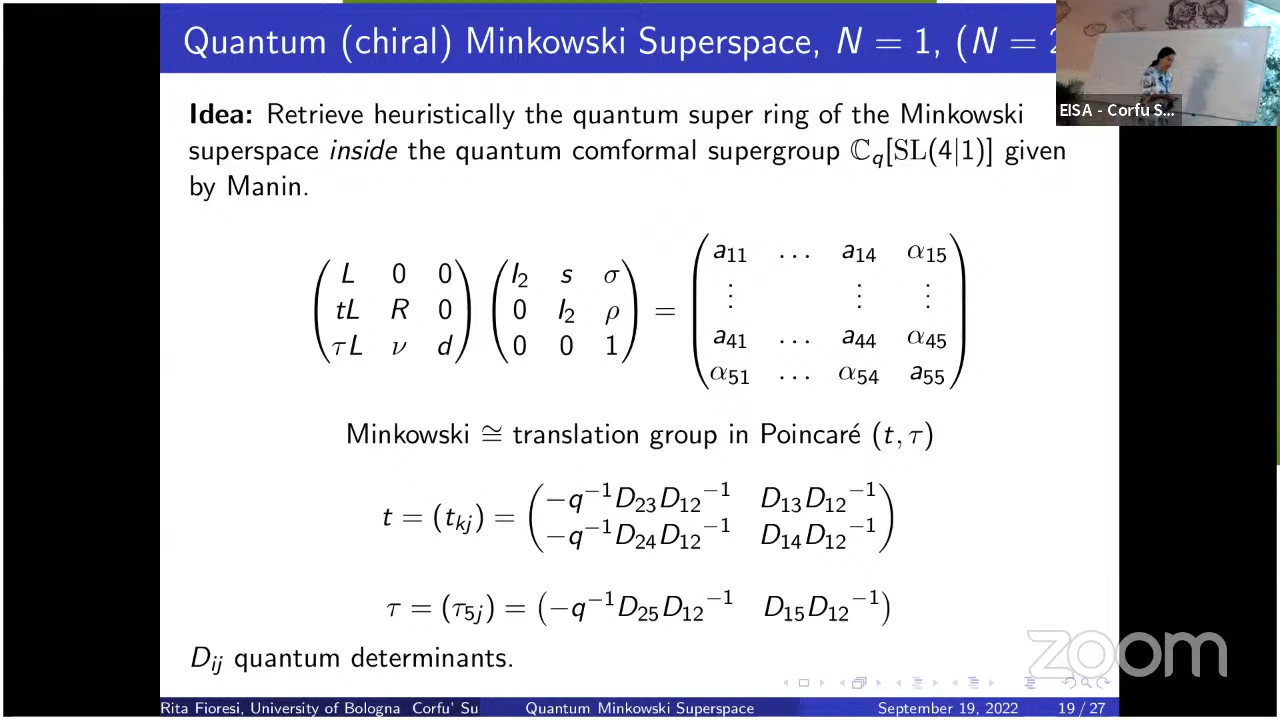 Quantum (chiral) Minkowski Superspace, N = 1, (N = 2
EISA - Corfu S...
Idea: Retrieve heuristically the quantum super ring of the Minkowski
superspace inside the quantum comformal supergroup ℂq[SL(4|1)] given
by Manin.
( L 0 0 ) ( I₂ s σ ) ( a₁₁ … a₁₄ α₁₅ )
( tL R 0 ) ( 0 I₂ ρ ) = ( ⋮ ⋮ ⋮ )
( τL ν d ) ( 0 0 1 ) ( a₄₁ … a₄₄ α₄₅ )
( α₅₁ … α₅₄ a₅₅ )
Minkowski ≅ translation group in Poincaré (t, τ)
t = (tkj) = ( −q⁻¹D₂₃D₁₂⁻¹ D₁₃D₁₂⁻¹ )
( −q⁻¹D₂₄D₁₂⁻¹ D₁₄D₁₂⁻¹ )
τ = (τ₅j) = (−q⁻¹D₂₅D₁₂⁻¹ D₁₅D₁₂⁻¹)
Dij quantum determinants.
zoom
Rita Fioresi, University of Bologna Corfu' Su Quantum Minkowski Superspace September 19, 2022 19 / 27